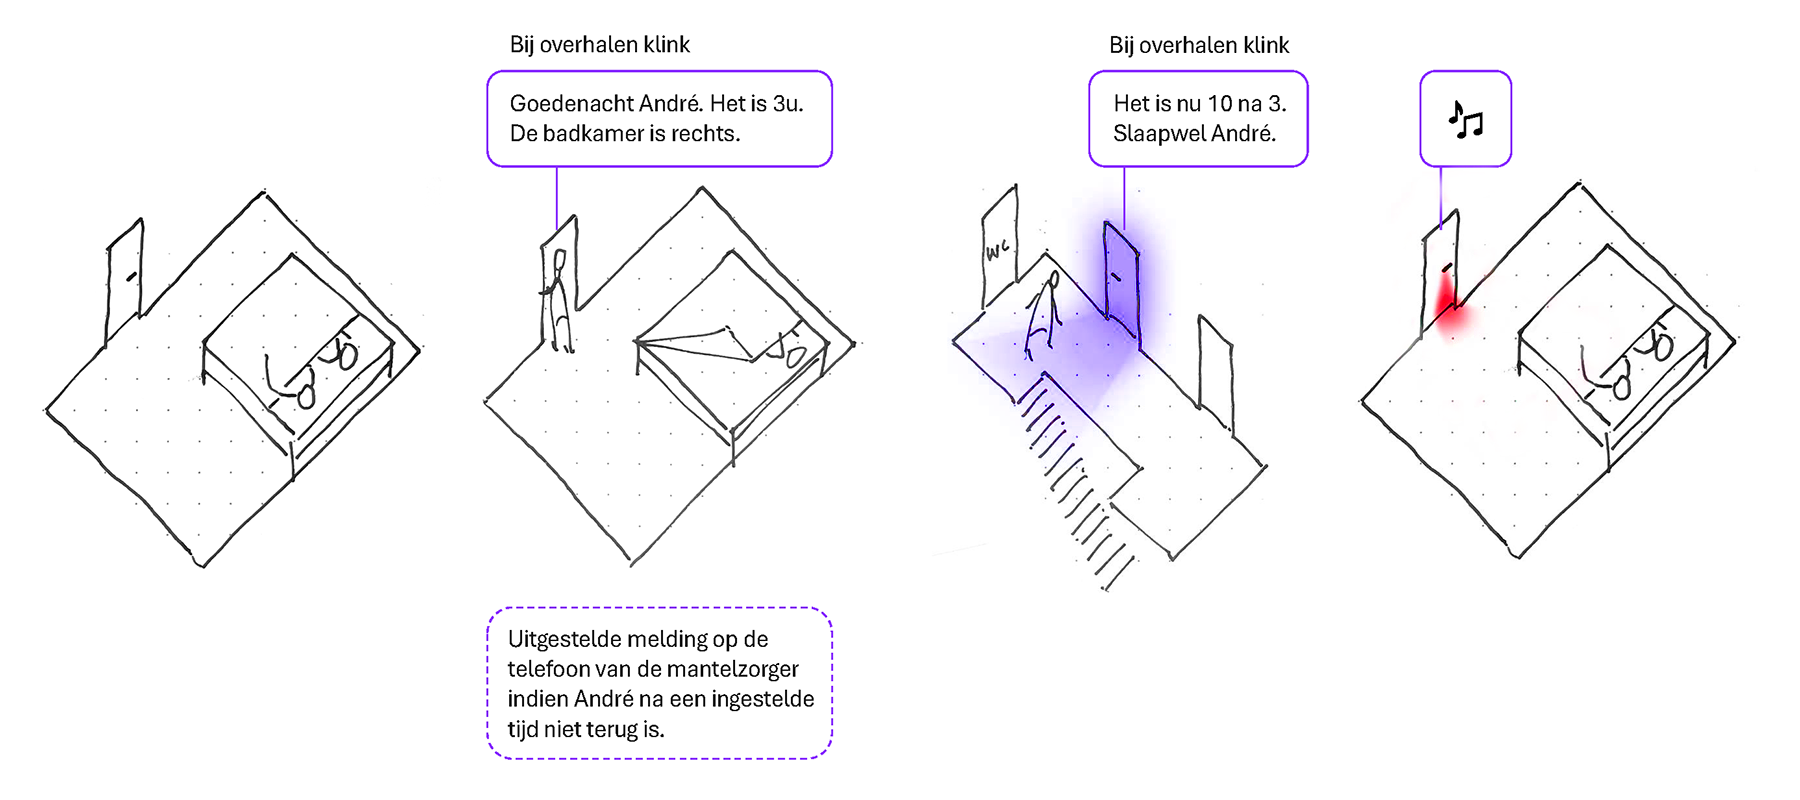 Bij overhalen klink
Goedenacht André. Het is 3u.
De badkamer is rechts.
Bij overhalen klink
Het is nu 10 na 3.
Slaapwel André.
WC
Uitgestelde melding op de
telefoon van de mantelzorger
indien André na een ingestelde
tijd niet terug is.